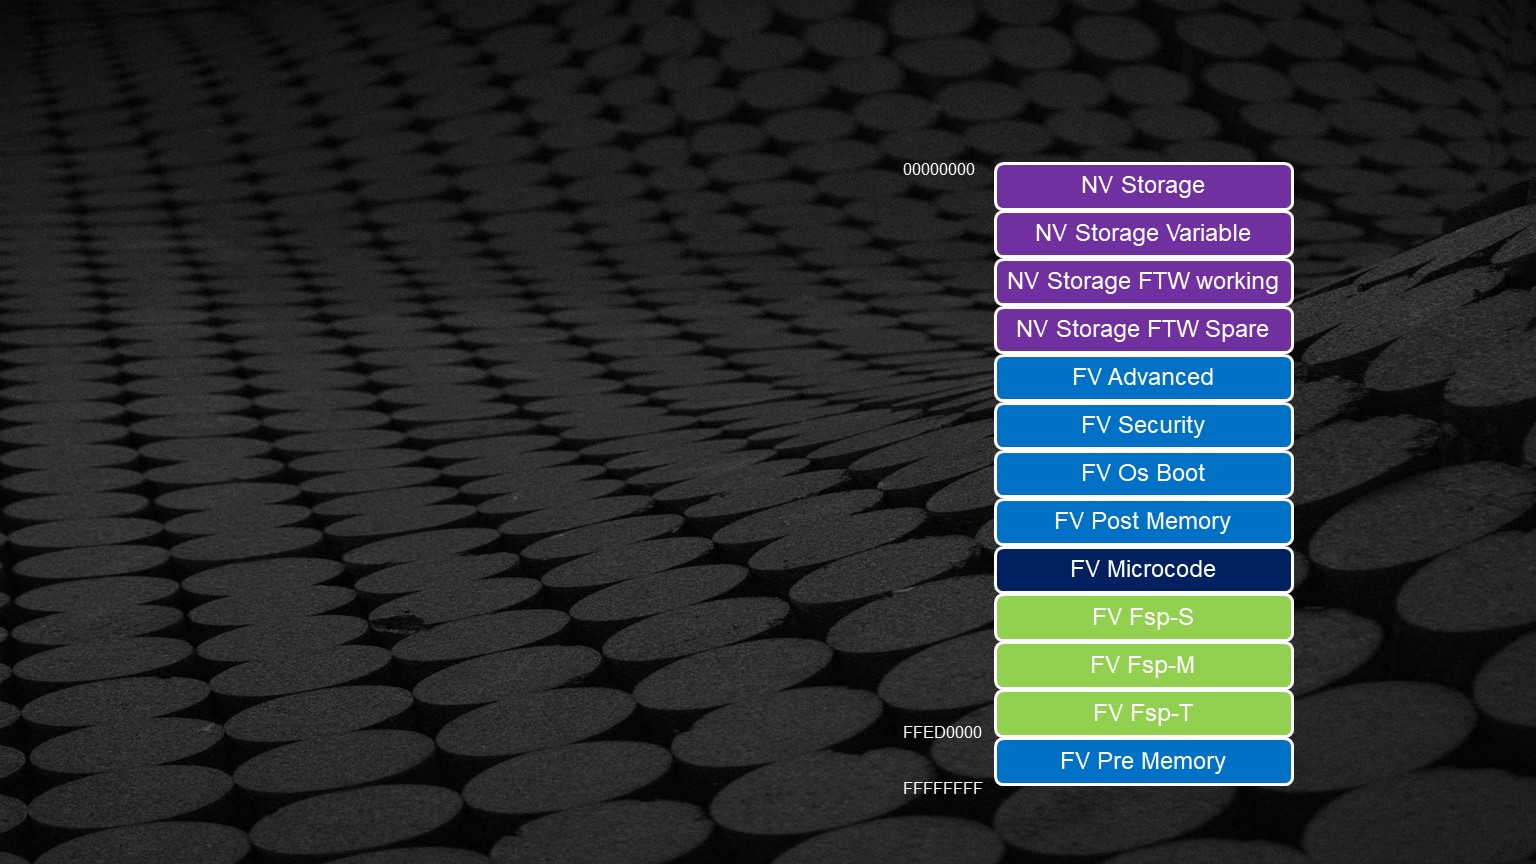 00000000
NV Storage
NV Storage Variable
NV Storage FTW working
NV Storage FTW Spare
FV Advanced
FV Security
FV Os Boot
FV Post Memory
FV Microcode
FV Fsp-S
FV Fsp-M
FV Fsp-T
FFED0000
FV Pre Memory
FFFFFFFF